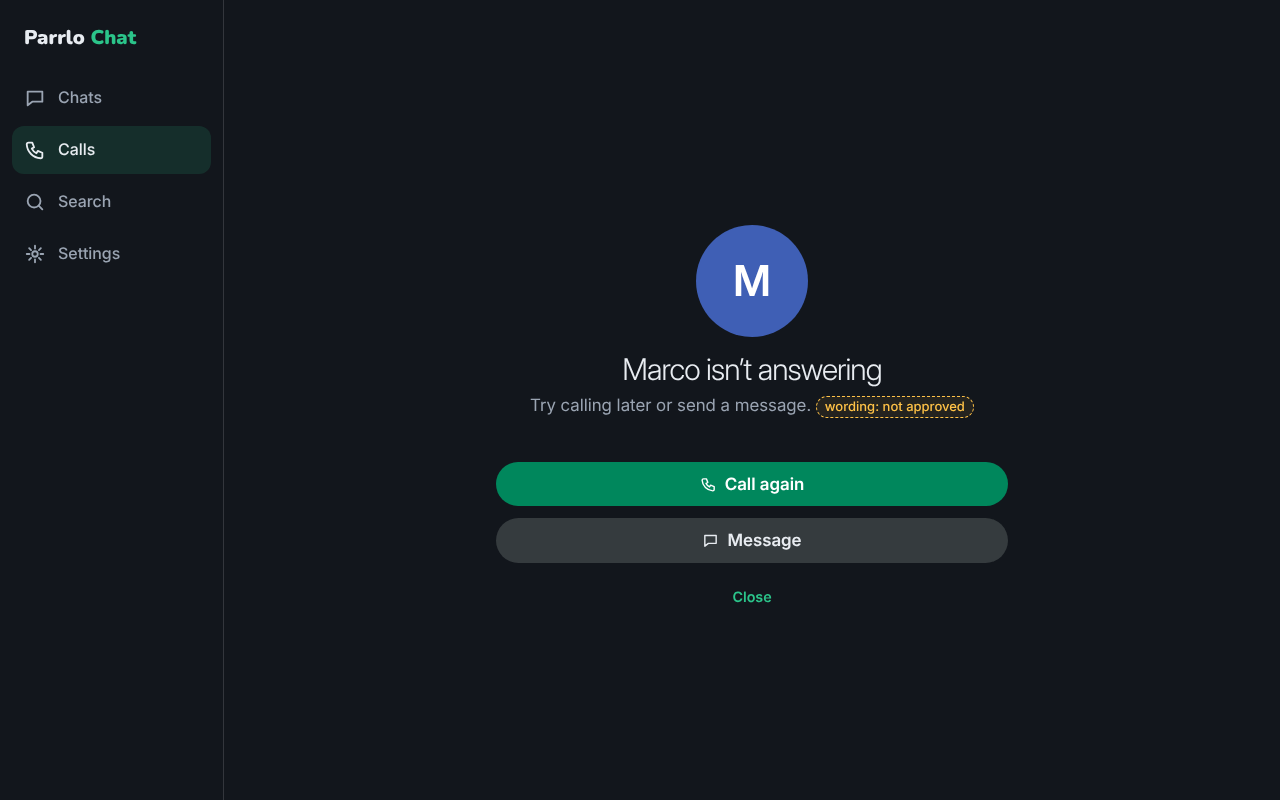 Parrlo Chat
Chats
Calls
Search
Settings
M
Marco isn’t answering
Try calling later or send a message. wording: not approved
Call again
Message
Close